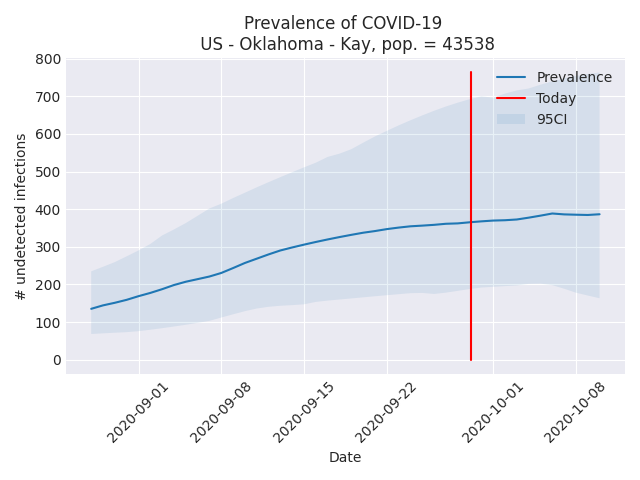 Prevalence of COVID-19
US - Oklahoma - Kay, pop. = 43538
800
700
600
500
400
300
200
100
0
# undetected infections
Prevalence
Today
95CI
2020-09-01
2020-09-08
2020-09-15
2020-09-22
2020-10-01
2020-10-08
Date